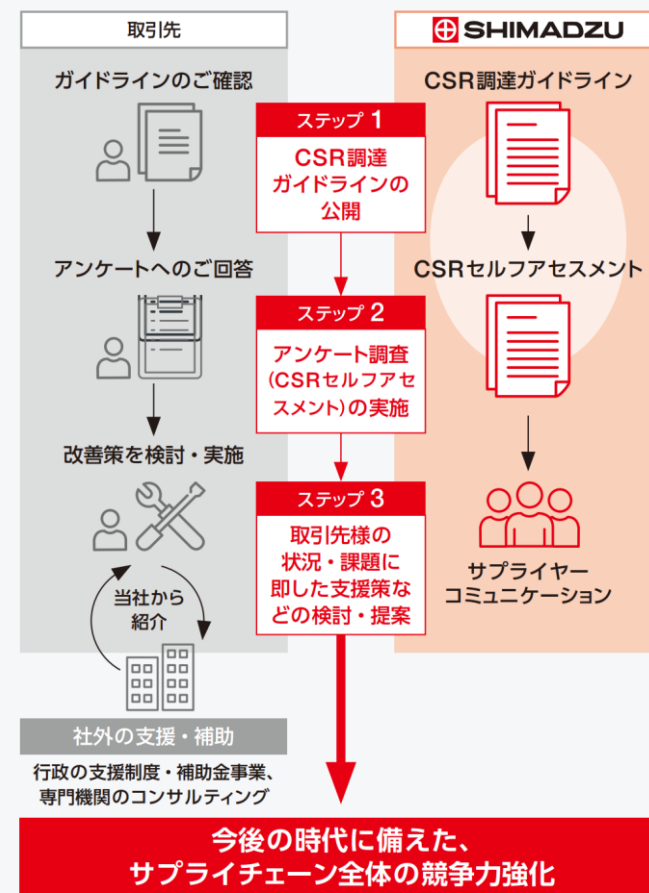 取引先
SHIMADZU
ガイドラインのご確認
CSR調達ガイドライン
ステップ 1
CSR調達
ガイドラインの
公開
アンケートへのご回答
CSRセルフアセスメント
ステップ 2
アンケート調査
(CSRセルフアセ
スメント)の実施
改善策を検討・実施
ステップ 3
取引先様の
状況・課題に
即した支援策な
どの検討・提案
サプライヤー
コミュニケーション
当社から
紹介
社外の支援・補助
行政の支援制度・補助金事業、
専門機関のコンサルティング
今後の時代に備えた、
サプライチェーン全体の競争力強化